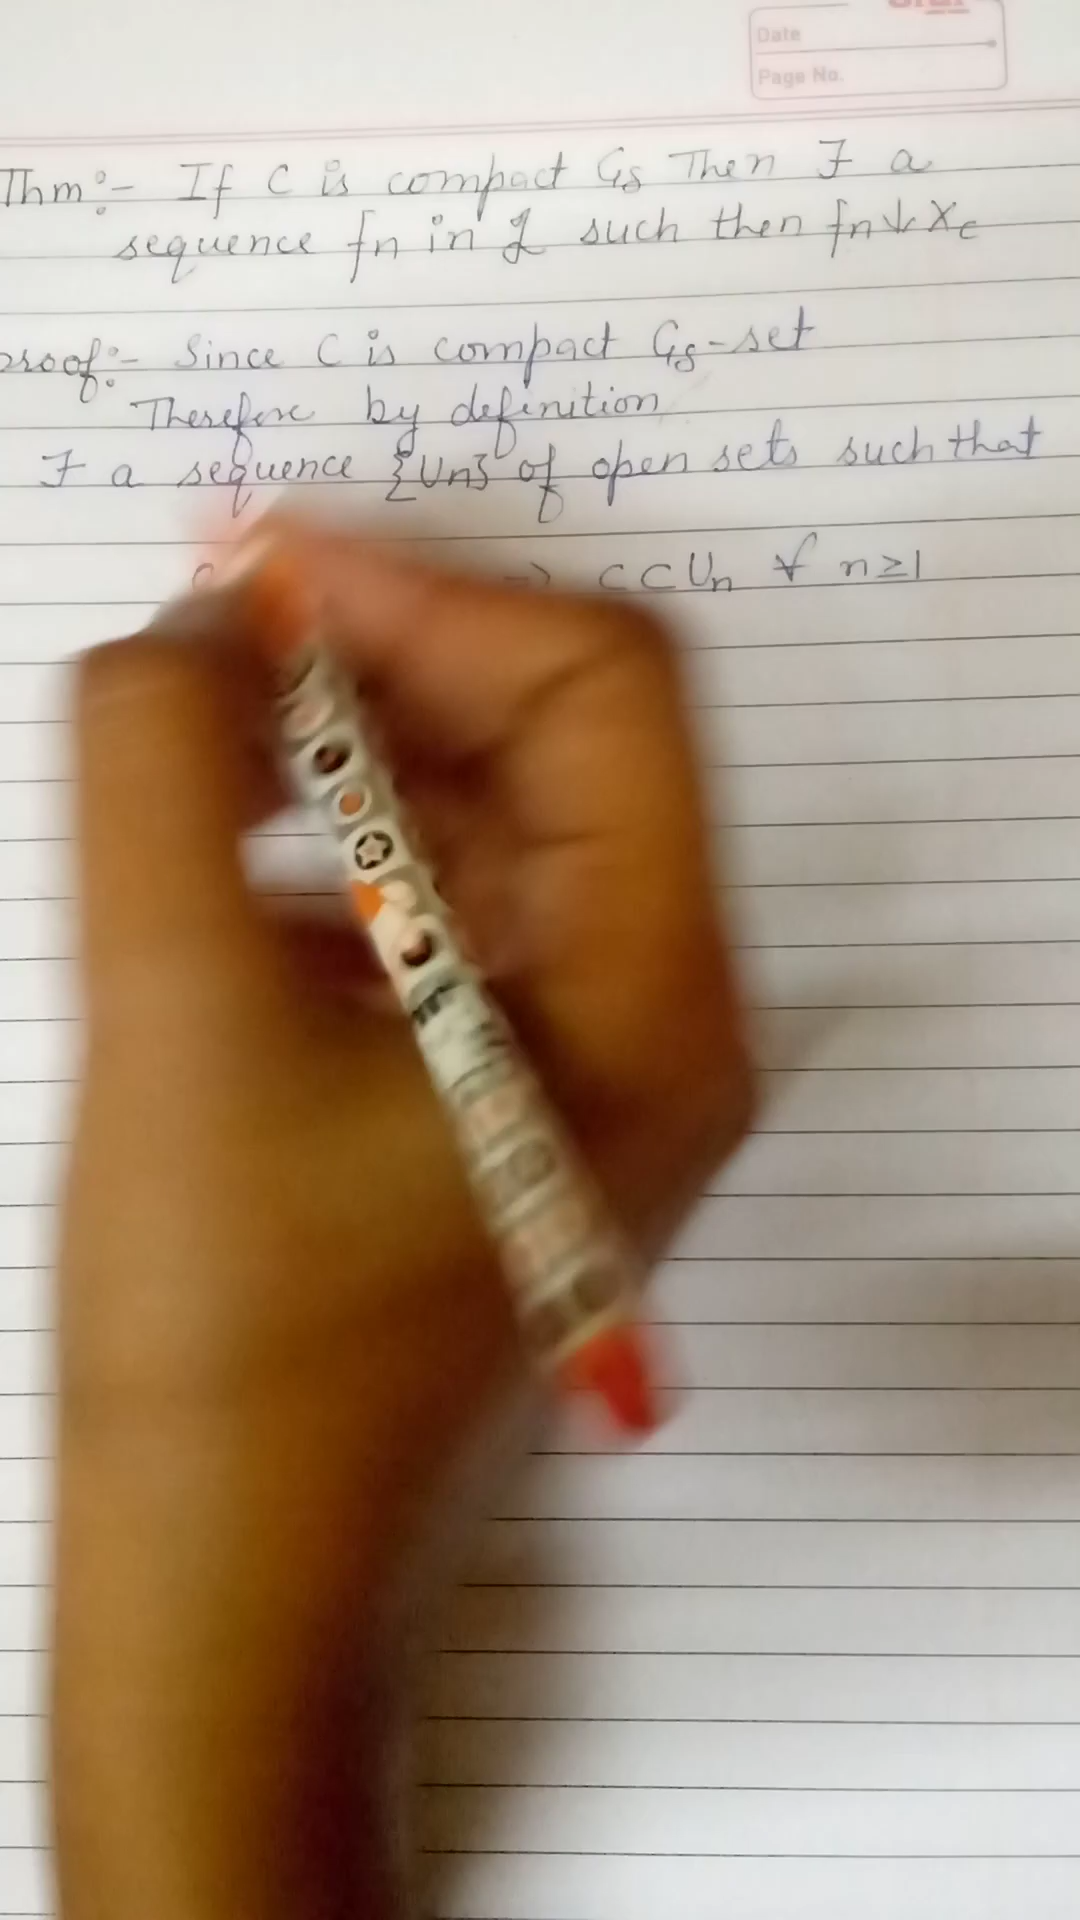 Date
Page No.
Thm:- If C is compact Gδ Then ∃ a
sequence fn in L such then fn↓χc
proof:- Since C is compact Gδ-set
Therefore by definition
∃ a sequence {Un} of open sets such that
→ C⊂Un ∀ n≥1